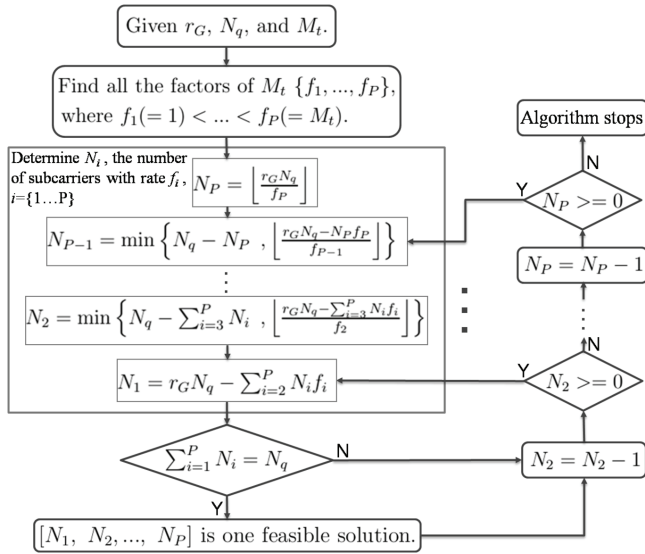 Given r_G, N_q, and M_t.
Find all the factors of M_t {f_1, ..., f_P},
where f_1(= 1) < ... < f_P(= M_t).
Determine N_i, the number
of subcarriers with rate f_i,
i={1…P}
N_P = ⌊r_G N_q / f_P⌋
N_{P−1} = min {N_q − N_P , ⌊(r_G N_q − N_P f_P) / f_{P−1}⌋}
⋮
N_2 = min {N_q − ∑_{i=3}^P N_i , ⌊(r_G N_q − ∑_{i=3}^P N_i f_i) / f_2⌋}
N_1 = r_G N_q − ∑_{i=2}^P N_i f_i
∑_{i=1}^P N_i = N_q
N
Y
[N_1, N_2, ..., N_P] is one feasible solution.
N_2 = N_2 − 1
N_2 >= 0
Y
N
⋮
⋮
N_P = N_P − 1
N_P >= 0
Y
N
Algorithm stops